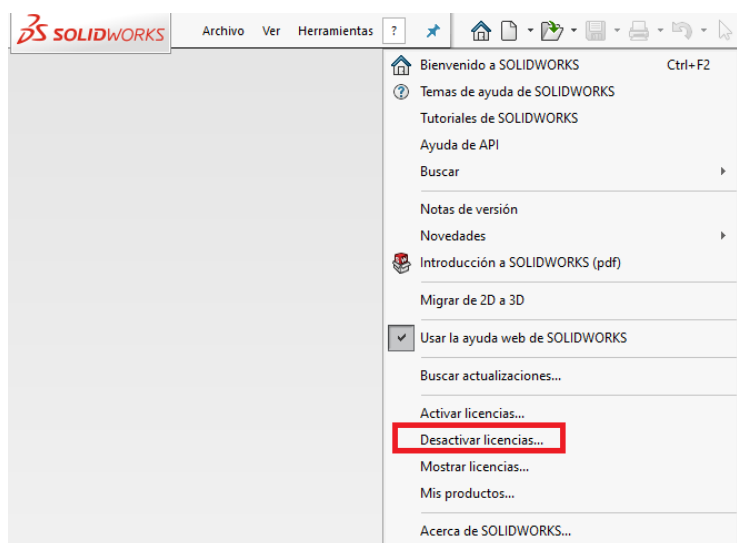 SOLIDWORKS Archivo Ver Herramientas ?
Bienvenido a SOLIDWORKS Ctrl+F2
Temas de ayuda de SOLIDWORKS
Tutoriales de SOLIDWORKS
Ayuda de API
Buscar
Notas de versión
Novedades
Introducción a SOLIDWORKS (pdf)
Migrar de 2D a 3D
Usar la ayuda web de SOLIDWORKS
Buscar actualizaciones...
Activar licencias...
Desactivar licencias...
Mostrar licencias...
Mis productos...
Acerca de SOLIDWORKS...